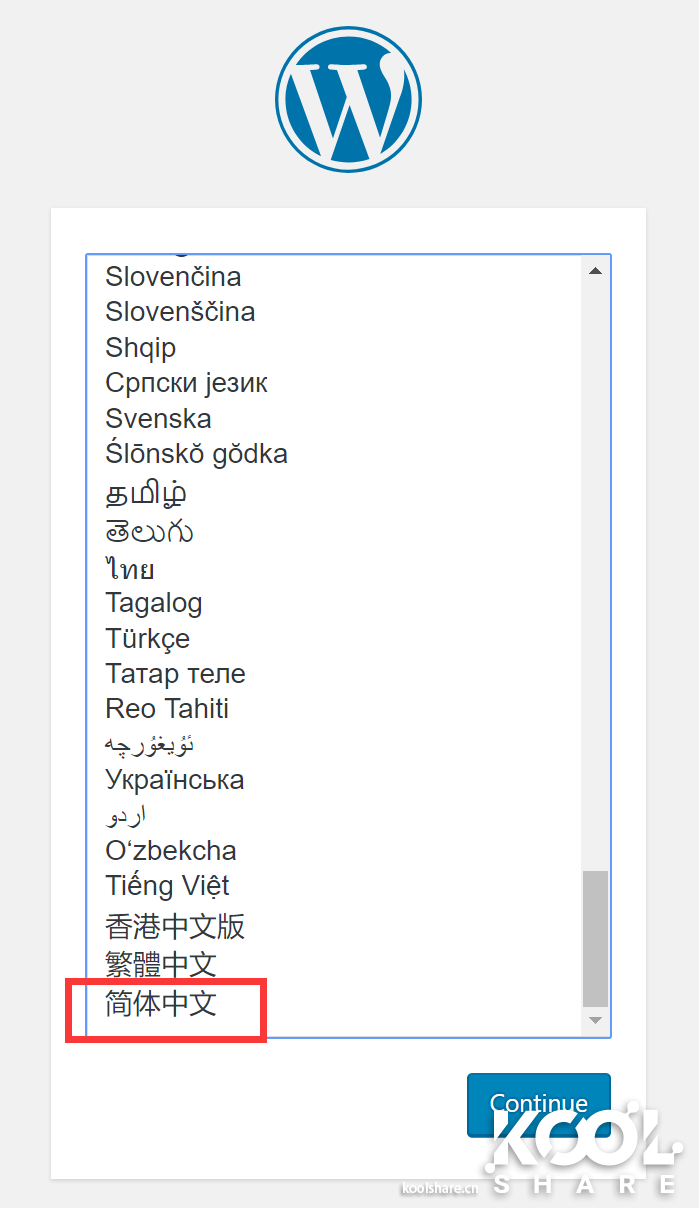 Slovenčina
Slovenščina
Shqip
Српски језик
Svenska
Ślōnskŏ gŏdka
தமிழ்
తెలుగు
ไทย
Tagalog
Türkçe
Татар теле
Reo Tahiti
ئۇيغۇرچە
Українська
اردو
O‘zbekcha
Tiếng Việt
香港中文版
繁體中文
简体中文
Continue
KOOL
koolshare.cn SHARE